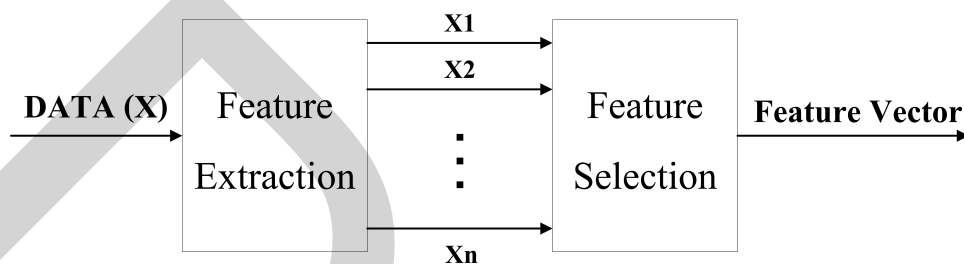 X1
X2
DATA (X)
Feature
Extraction
Feature
Selection
Feature Vector
Xn